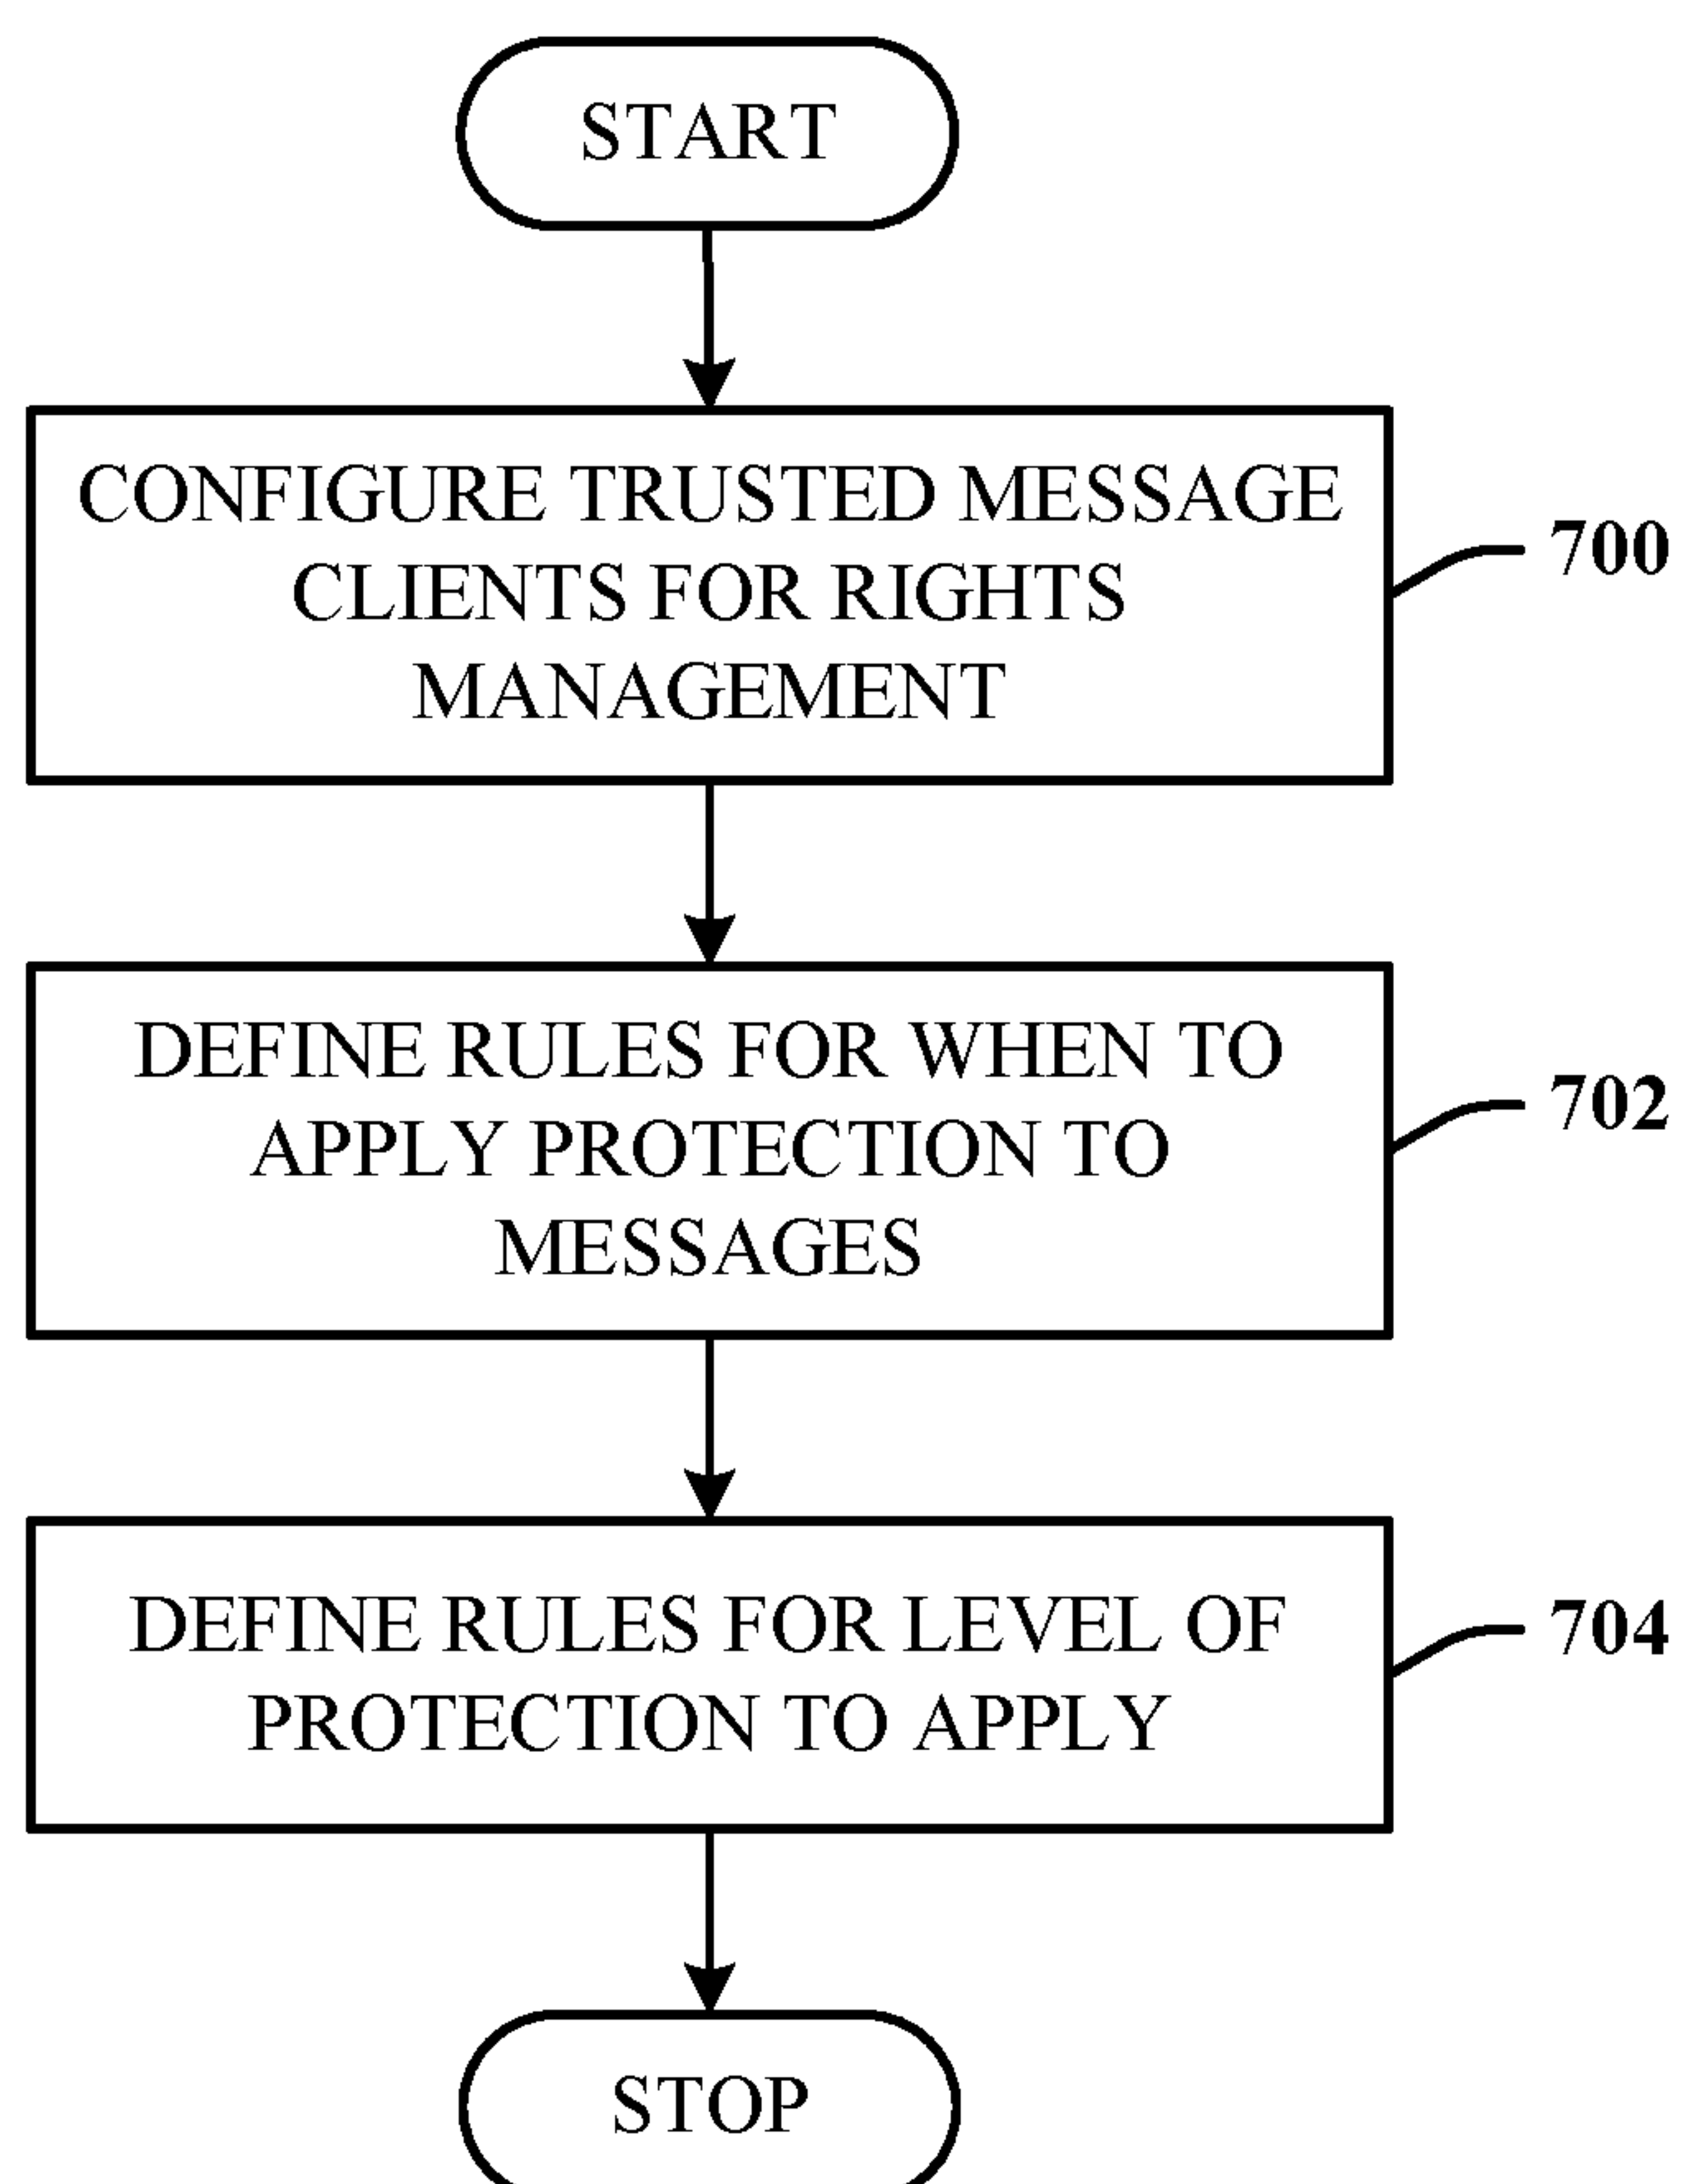 START
CONFIGURE TRUSTED MESSAGE
CLIENTS FOR RIGHTS
MANAGEMENT
700
DEFINE RULES FOR WHEN TO
APPLY PROTECTION TO
MESSAGES
702
DEFINE RULES FOR LEVEL OF
PROTECTION TO APPLY
704
STOP